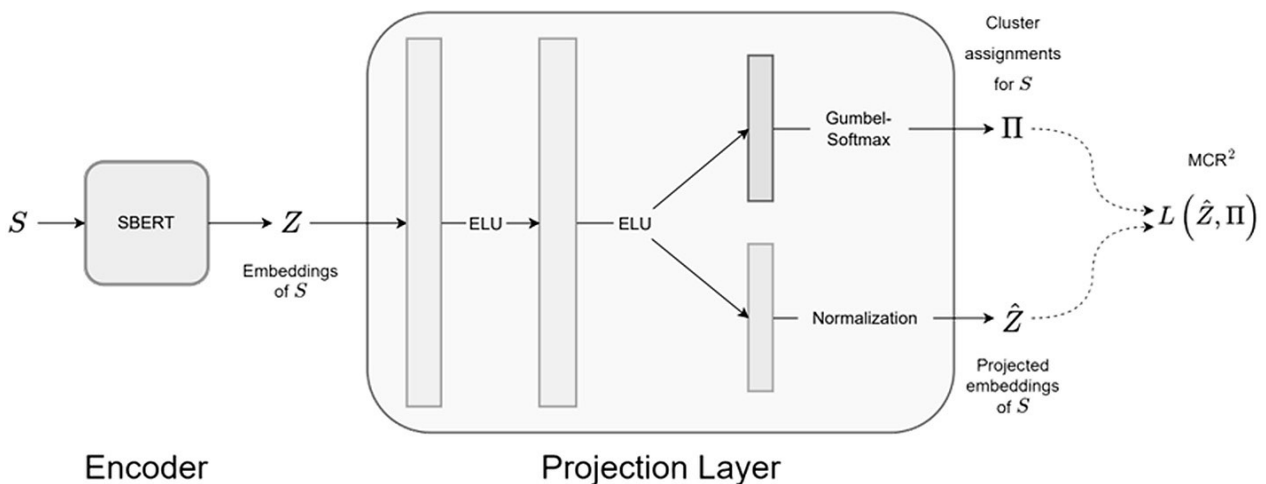 S
SBERT
Z
Embeddings
of S
ELU
ELU
Gumbel-
Softmax
Normalization
Cluster
assignments
for S
Π
Ẑ
Projected
embeddings
of S
MCR²
L (Ẑ, Π)
Encoder
Projection Layer